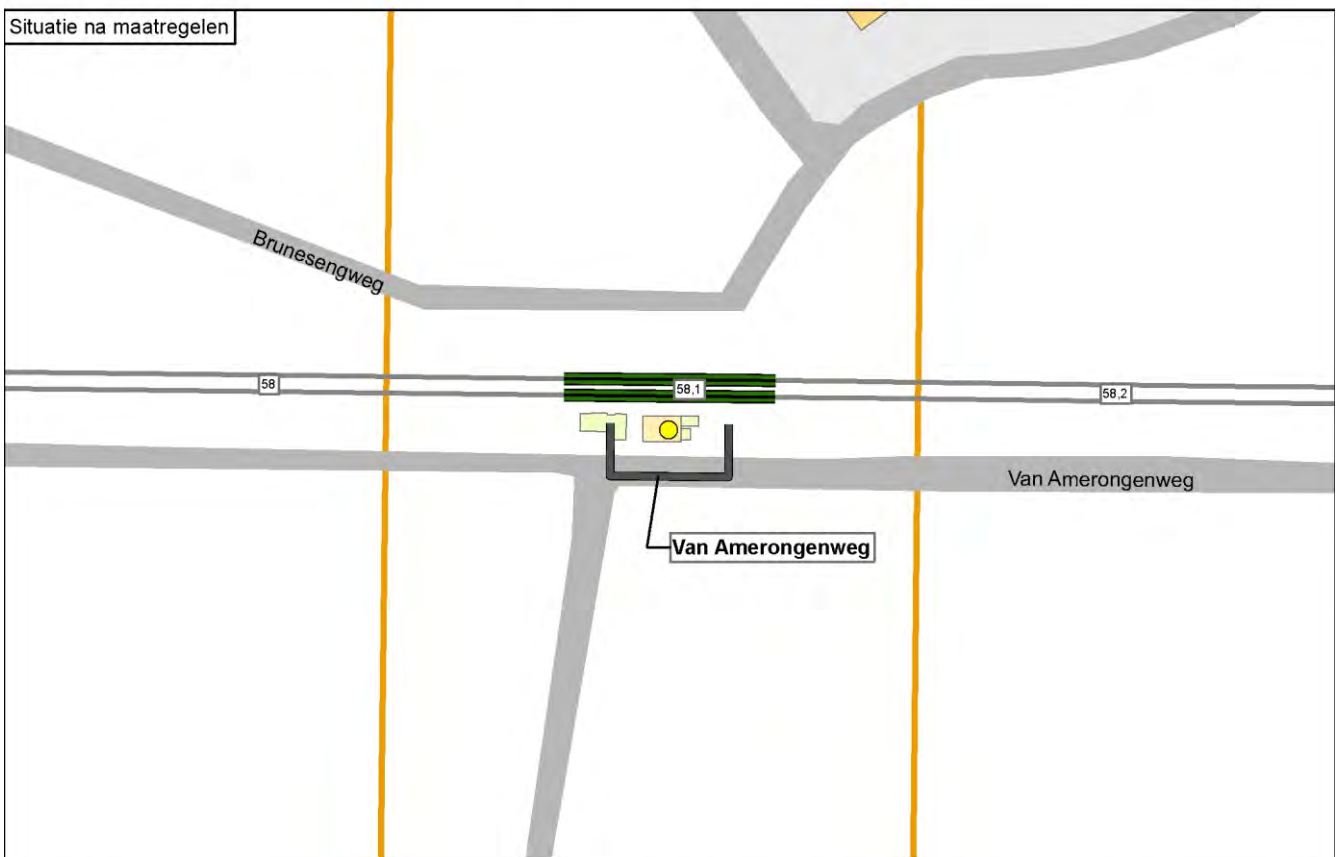 Situatie na maatregelen
Brunesengweg
58
58,1
58,2
Van Amerongenweg
Van Amerongenweg